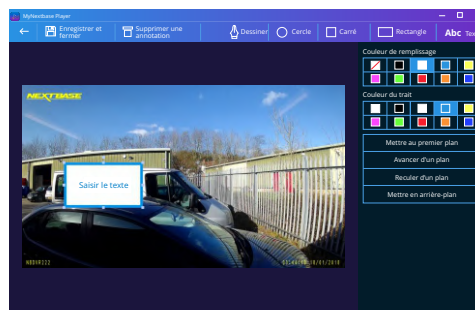 MyNextbase Player
Enregistrer et
fermer
Supprimer une
annotation
Dessiner
Cercle
Carré
Rectangle
Abc
Couleur de remplissage
Couleur du trait
Mettre au premier plan
Avancer d'un plan
Reculer d'un plan
Mettre en arrière-plan
NEXTBASE
Saisir le texte